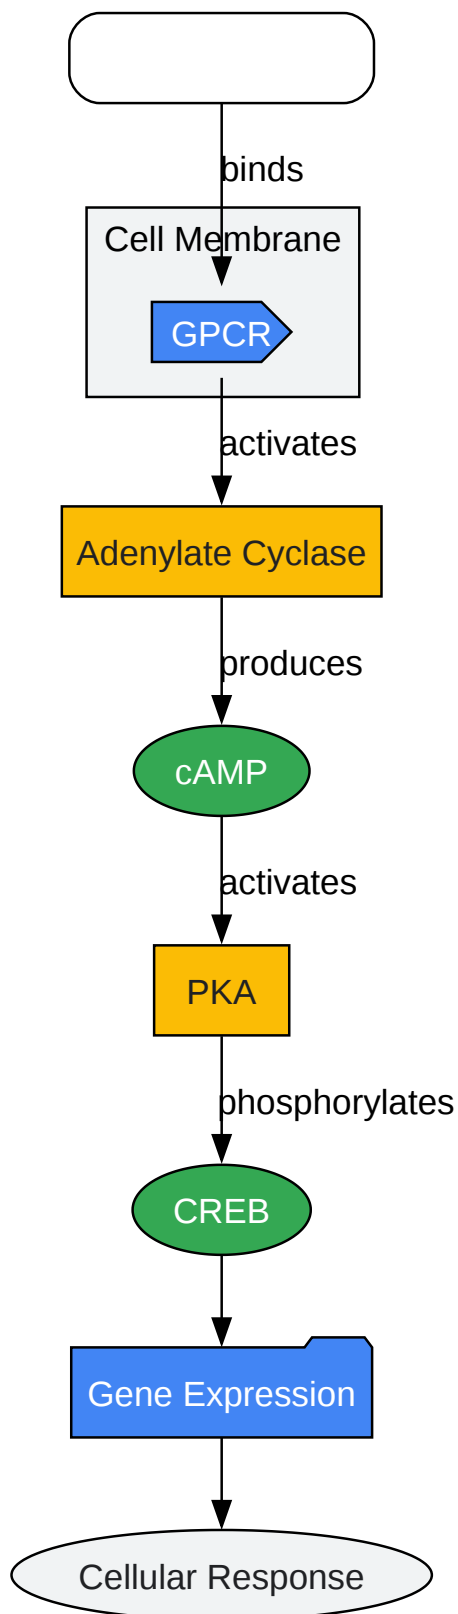 binds
Cell Membrane
GPCR
activates
Adenylate Cyclase
produces
cAMP
activates
PKA
phosphorylates
CREB
Gene Expression
Cellular Response